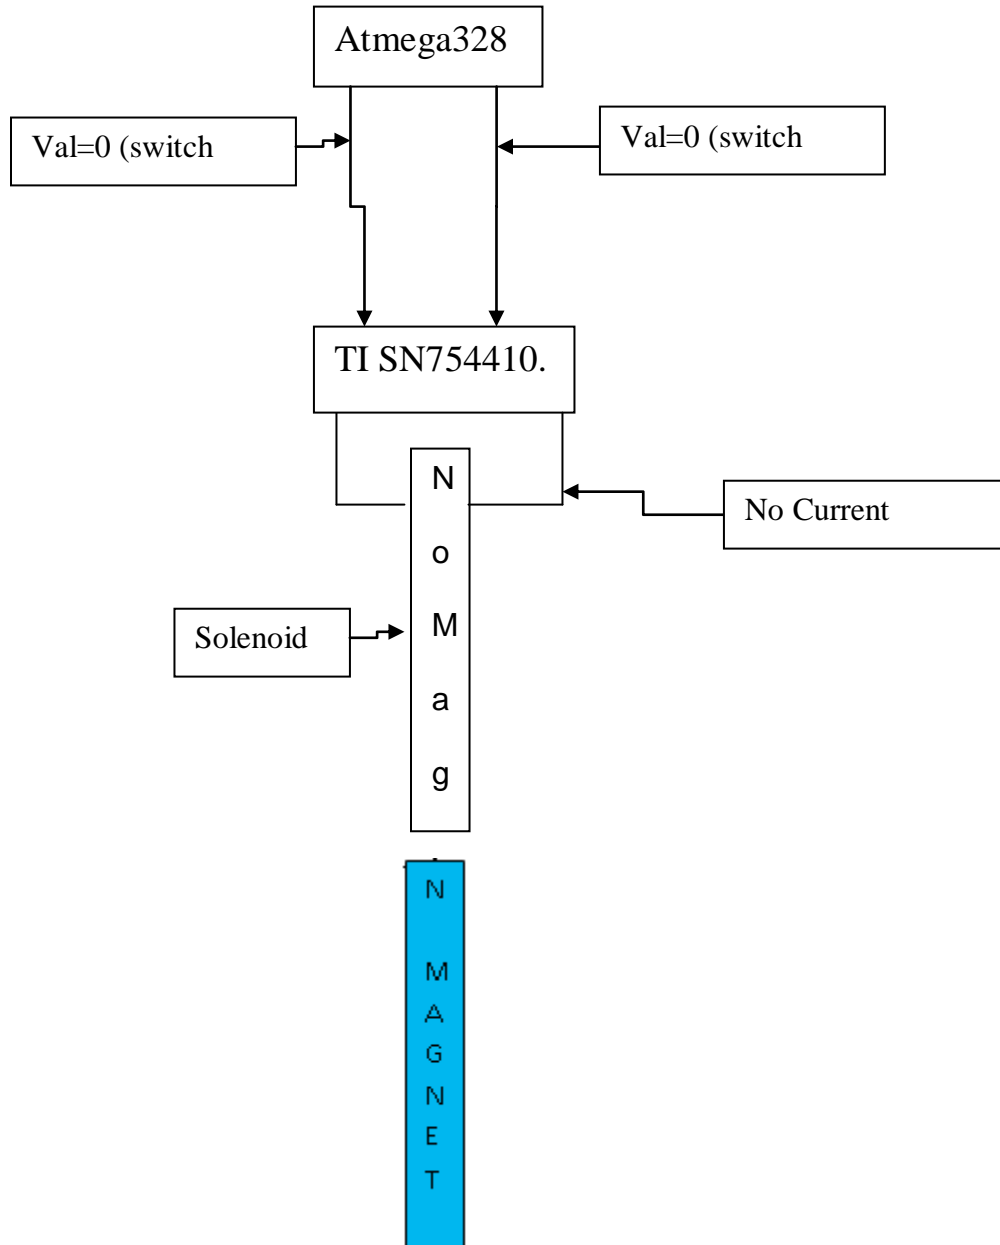 Atmega328
Val=0 (switch
Val=0 (switch
TI SN754410.
N
o
M
a
g
No Current
Solenoid
N
M
A
G
N
E
T